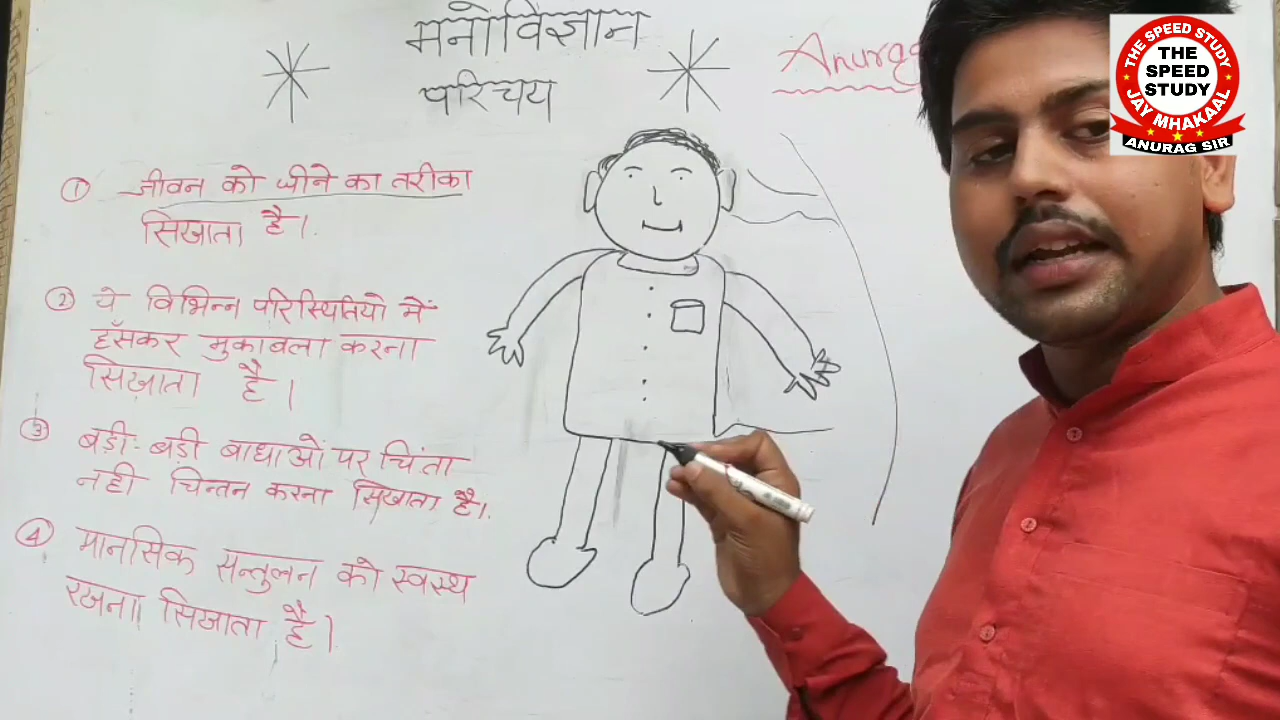 मनोविज्ञान
परिचय
Anurag
① जीवन को जीने का तरीका
सिखाता है।
② ये विभिन्न परिस्थितियो में
हँसकर मुकाबला करना
सिखाता है।
③ बड़ी-बड़ी बाधाओं पर चिंता
नही चिन्तन करना सिखाता है।
④ मानसिक सन्तुलन को स्वस्थ
रखना सिखाता है।
THE SPEED STUDY
THE
SPEED
STUDY
JAY MHAKAAL
ANURAG SIR